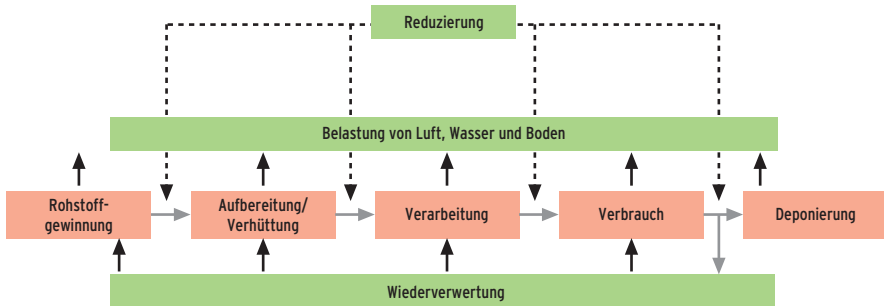 Reduzierung
Belastung von Luft, Wasser und Boden
Rohstoff-
gewinnung
Aufbereitung/
Verhüttung
Verarbeitung
Verbrauch
Deponierung
Wiederverwertung